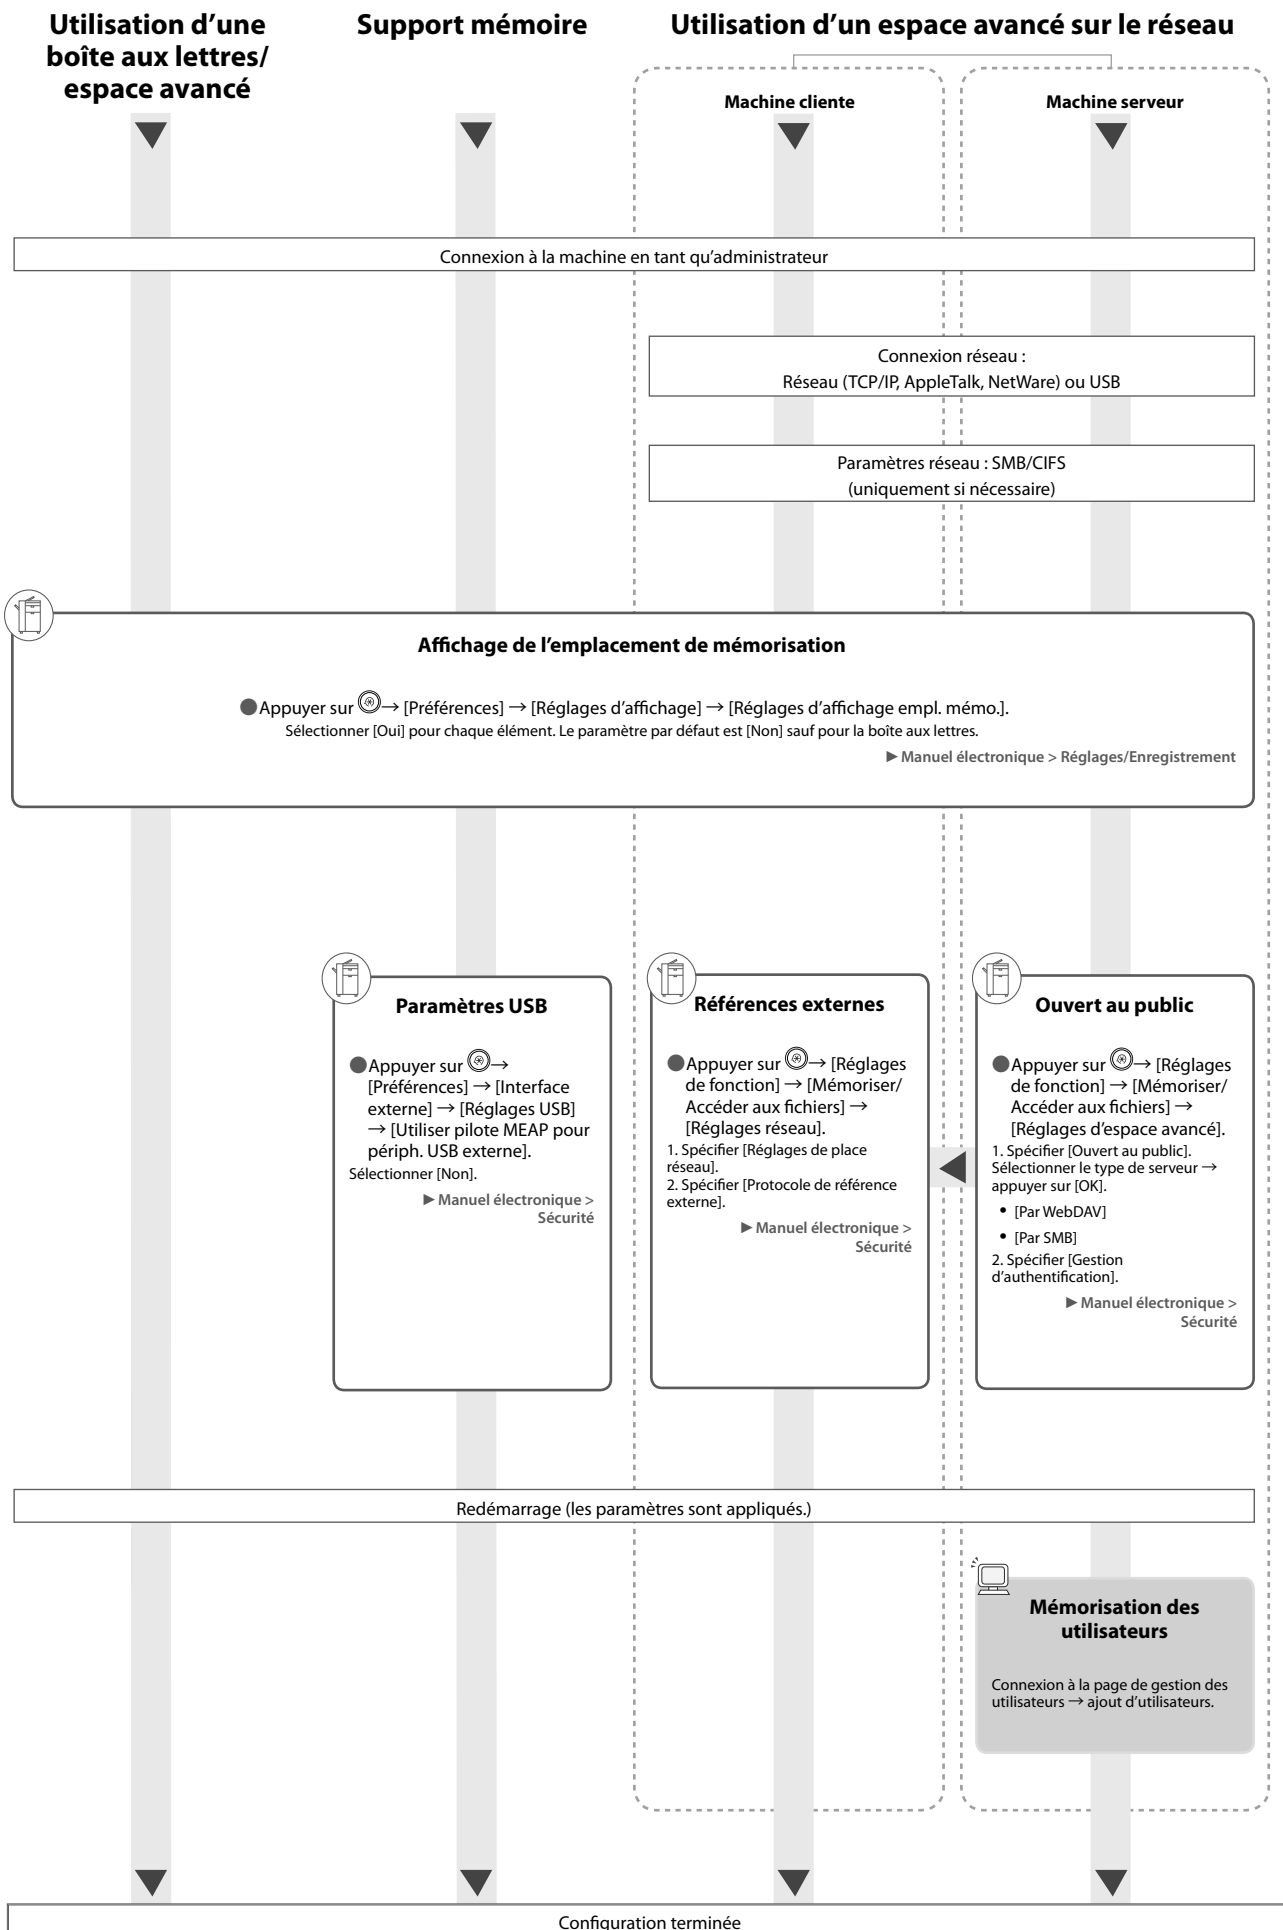 Utilisation d’une
boîte aux lettres/
espace avancé
Support mémoire
Utilisation d’un espace avancé sur le réseau
Machine cliente
Machine serveur
Connexion à la machine en tant qu’administrateur
Connexion réseau :
Réseau (TCP/IP, AppleTalk, NetWare) ou USB
Paramètres réseau : SMB/CIFS
(uniquement si nécessaire)
Affichage de l’emplacement de mémorisation
●Appuyer sur → [Préférences] → [Réglages d’affichage] → [Réglages d’affichage empl. mémo.].
Sélectionner [Oui] pour chaque élément. Le paramètre par défaut est [Non] sauf pour la boîte aux lettres.
►Manuel électronique > Réglages/Enregistrement
Paramètres USB
●Appuyer sur →
[Préférences] → [Interface
externe] → [Réglages USB]
→ [Utiliser pilote MEAP pour
périph. USB externe].
Sélectionner [Non].
►Manuel électronique >
Sécurité
Références externes
●Appuyer sur → [Réglages
de fonction] → [Mémoriser/
Accéder aux fichiers] →
[Réglages réseau].
1. Spécifier [Réglages de place
réseau].
2. Spécifier [Protocole de référence
externe].
►Manuel électronique >
Sécurité
Ouvert au public
●Appuyer sur → [Réglages
de fonction] → [Mémoriser/
Accéder aux fichiers] →
[Réglages d’espace avancé].
1. Spécifier [Ouvert au public].
Sélectionner le type de serveur →
appuyer sur [OK].
• [Par WebDAV]
• [Par SMB]
2. Spécifier [Gestion
d’authentification].
►Manuel électronique >
Sécurité
Redémarrage (les paramètres sont appliqués.)
Mémorisation des
utilisateurs
Connexion à la page de gestion des
utilisateurs → ajout d’utilisateurs.
Configuration terminée